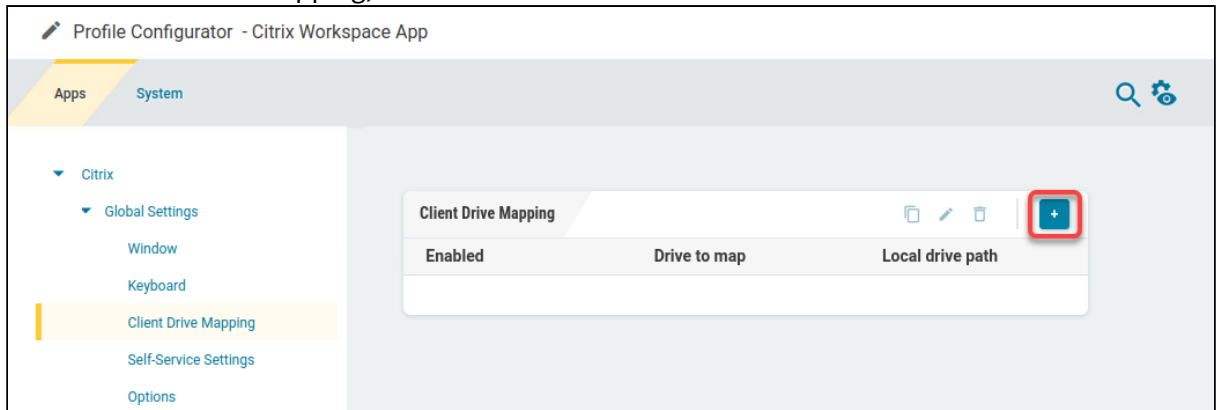 Profile Configurator - Citrix Workspace App
Apps System
Citrix
Global Settings
Window
Keyboard
Client Drive Mapping
Self-Service Settings
Options
Client Drive Mapping
+
Enabled Drive to map Local drive path